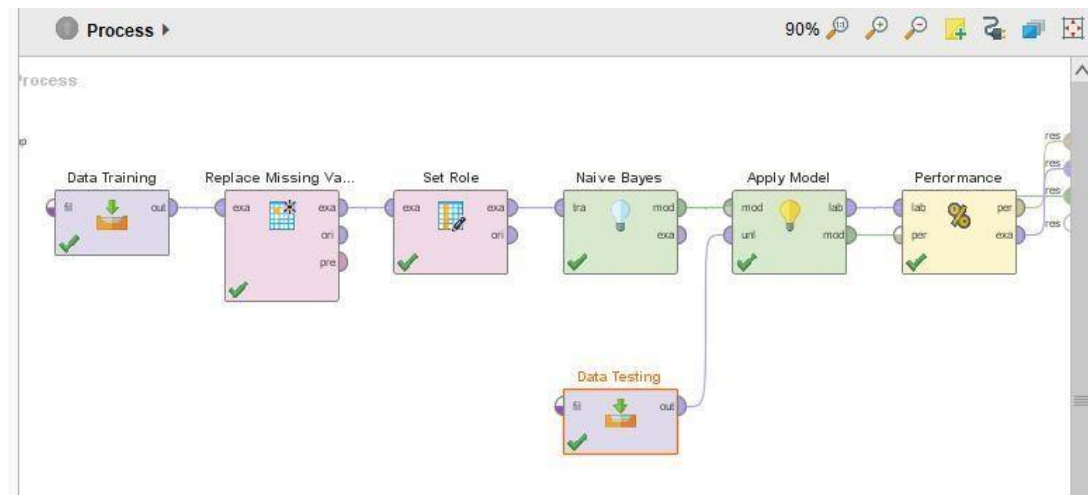 Process
90%
rocess
p
res
res
res
res
Data Training
Replace Missing Va...
Set Role
Naive Bayes
Apply Model
Performance
fil out
exa exa
ori
pre
exa exa
ori
tra mod
exa
mod lab
unl mod
lab per
per exa
%
Data Testing
fil out